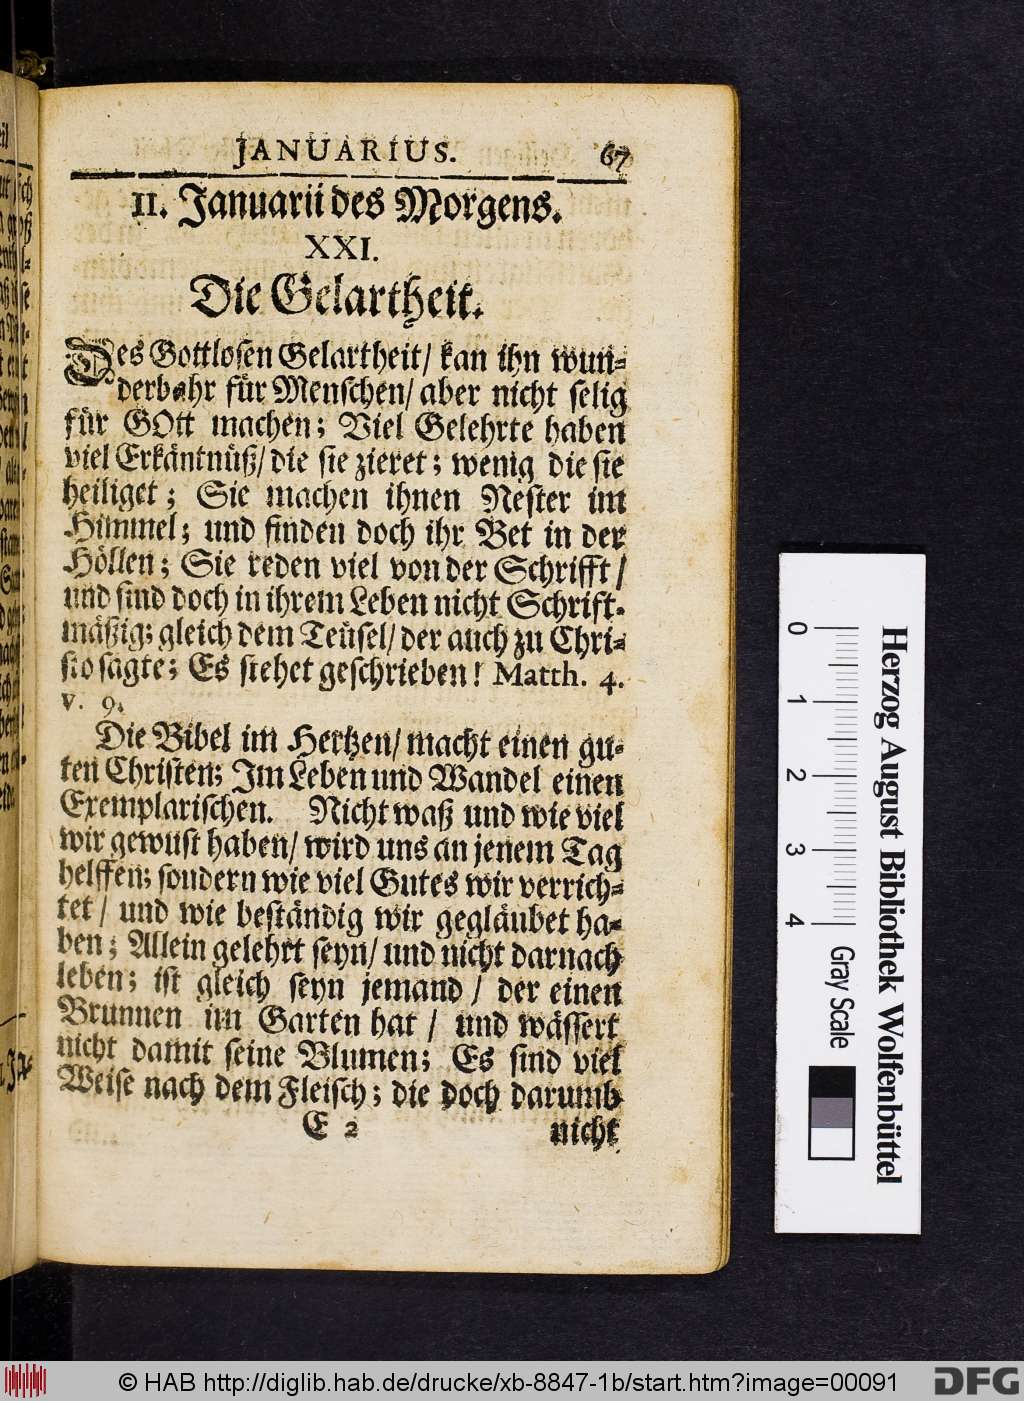 JANUARIUS. 67
11. Januarii des Morgens.
XXI.
Die Gelartheit.
Des Gottlosen Gelartheit/ kan ihn wun-
derbahr für Menschen/ aber nicht selig
für GOtt machen; Viel Gelehrte haben
viel Erkäntnüß/ die sie zieret; wenig die sie
heiliget; Sie machen ihnen Nester im
Himmel; und finden doch ihr Bet in der
Höllen; Sie reden viel von der Schrifft/
und sind doch in ihrem Leben nicht Schrift-
mäßig; gleich dem Teüfel/ der auch zu Chri-
sto sagte; Es stehet geschrieben! Matth. 4.
v. 9.
Die Bibel im Hertzen/ macht einen gu-
ten Christen; Im Leben und Wandel einen
Exemplarischen. Nicht waß und wie viel
wir gewust haben/ wird uns an jenem Tag
helffen; sondern wie viel Gutes wir verrich-
tet/ und wie beständig wir gegläubet ha-
ben; Allein gelehrt seyn/ und nicht darnach
leben; ist gleich seyn jemand/ der einen
Brunnen im Garten hat/ und wässert
nicht damit seine Blumen; Es sind viel
Weise nach dem Fleisch; die doch darumb
E 2 nicht
0 1 2 3 4 Gray Scale
Herzog August Bibliothek Wolfenbüttel
© HAB http://diglib.hab.de/drucke/xb-8847-1b/start.htm?image=00091
DFG